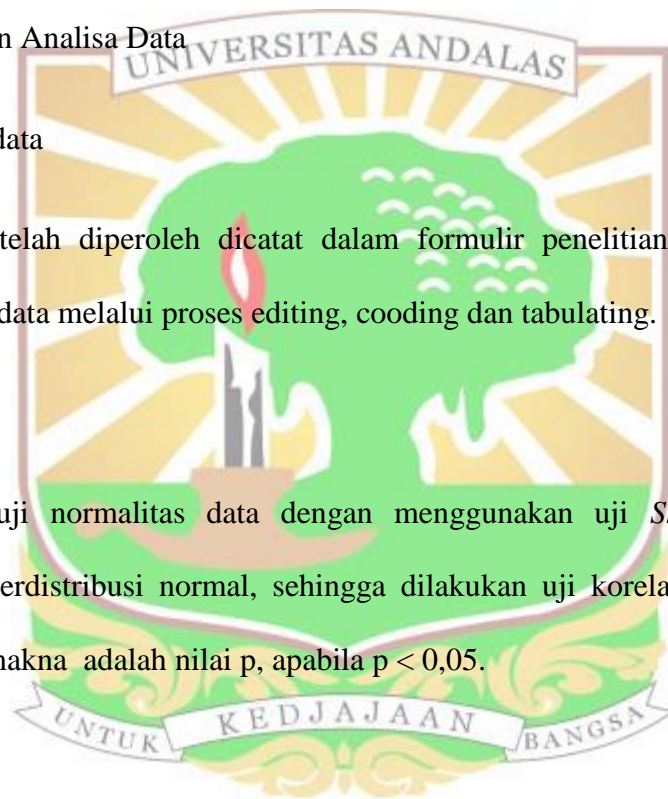 n Analisa Data
UNIVERSITAS ANDALAS
data
telah diperoleh dicatat dalam formulir penelitian
data melalui proses editing, cooding dan tabulating.
uji normalitas data dengan menggunakan uji S
erdistribusi normal, sehingga dilakukan uji korela
makna adalah nilai p, apabila p < 0,05.
UNTUK KEDJAJAAN BANGSA